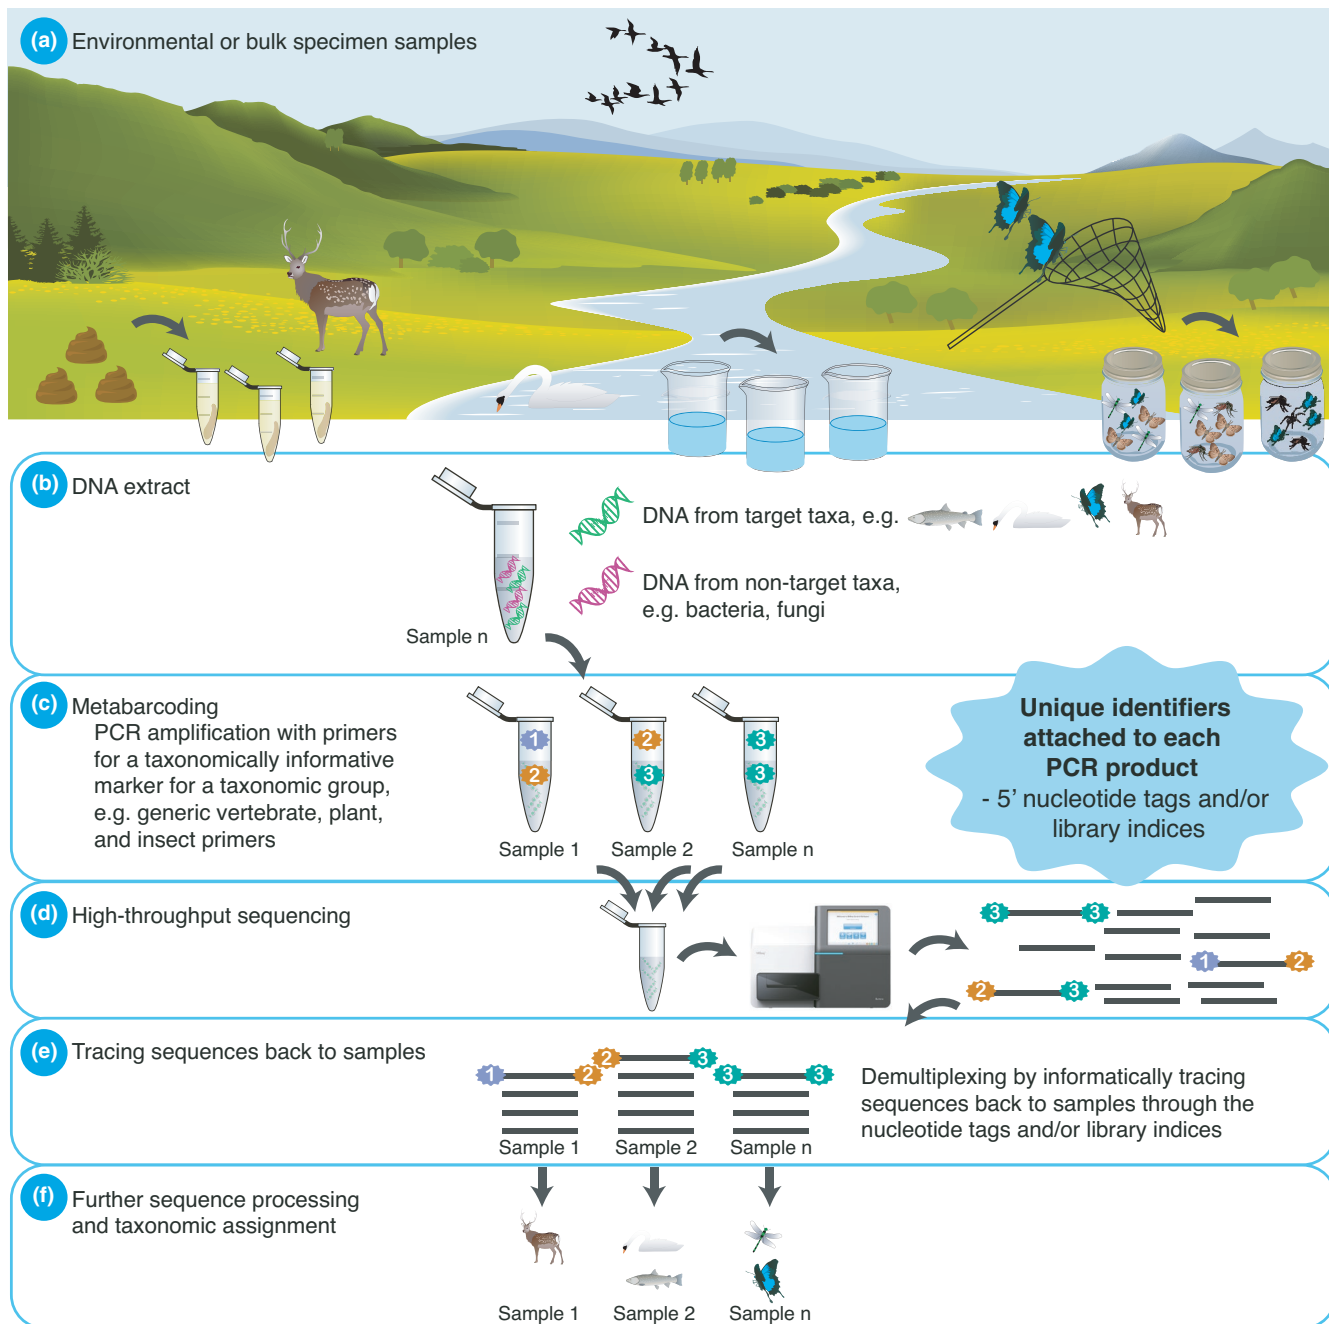 (a) Environmental or bulk specimen samples
(b) DNA extract
DNA from target taxa, e.g.
DNA from non-target taxa,
e.g. bacteria, fungi
Sample n
(c) Metabarcoding
PCR amplification with primers
for a taxonomically informative
marker for a taxonomic group,
e.g. generic vertebrate, plant,
and insect primers
1 2 3
2 3 3
Sample 1 Sample 2 Sample n
Unique identifiers
attached to each
PCR product
- 5’ nucleotide tags and/or
library indices
(d) High-throughput sequencing
3 3
1 2
2 3
(e) Tracing sequences back to samples
2 3
1 2 3 3
Sample 1 Sample 2 Sample n
Demultiplexing by informatically tracing
sequences back to samples through the
nucleotide tags and/or library indices
(f) Further sequence processing
and taxonomic assignment
Sample 1 Sample 2 Sample n